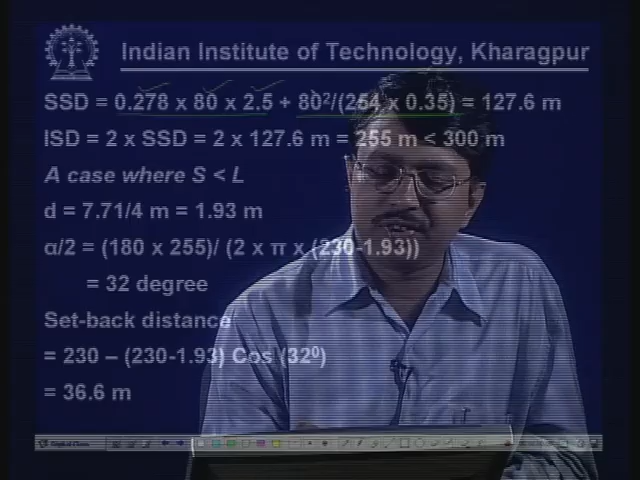 Indian Institute of Technology, Kharagpur
SSD = 0.278 x 80 x 2.5 + 80²/(254 x 0.35) = 127.6 m
ISD = 2 x SSD = 2 x 127.6 m = 255 m < 300 m
A case where S < L
d = 7.71/4 m = 1.93 m
α/2 = (180 x 255)/ (2 x π x (230-1.93))
= 32 degree
Set-back distance
= 230 – (230-1.93) Cos (32⁰)
= 36.6 m